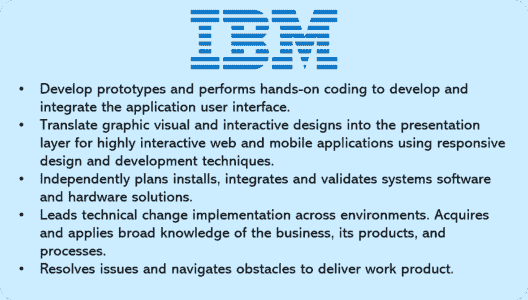 IBM
• Develop prototypes and performs hands-on coding to develop and
integrate the application user interface.
• Translate graphic visual and interactive designs into the presentation
layer for highly interactive web and mobile applications using responsive
design and development techniques.
• Independently plans installs, integrates and validates systems software
and hardware solutions.
• Leads technical change implementation across environments. Acquires
and applies broad knowledge of the business, its products, and
processes.
• Resolves issues and navigates obstacles to deliver work product.